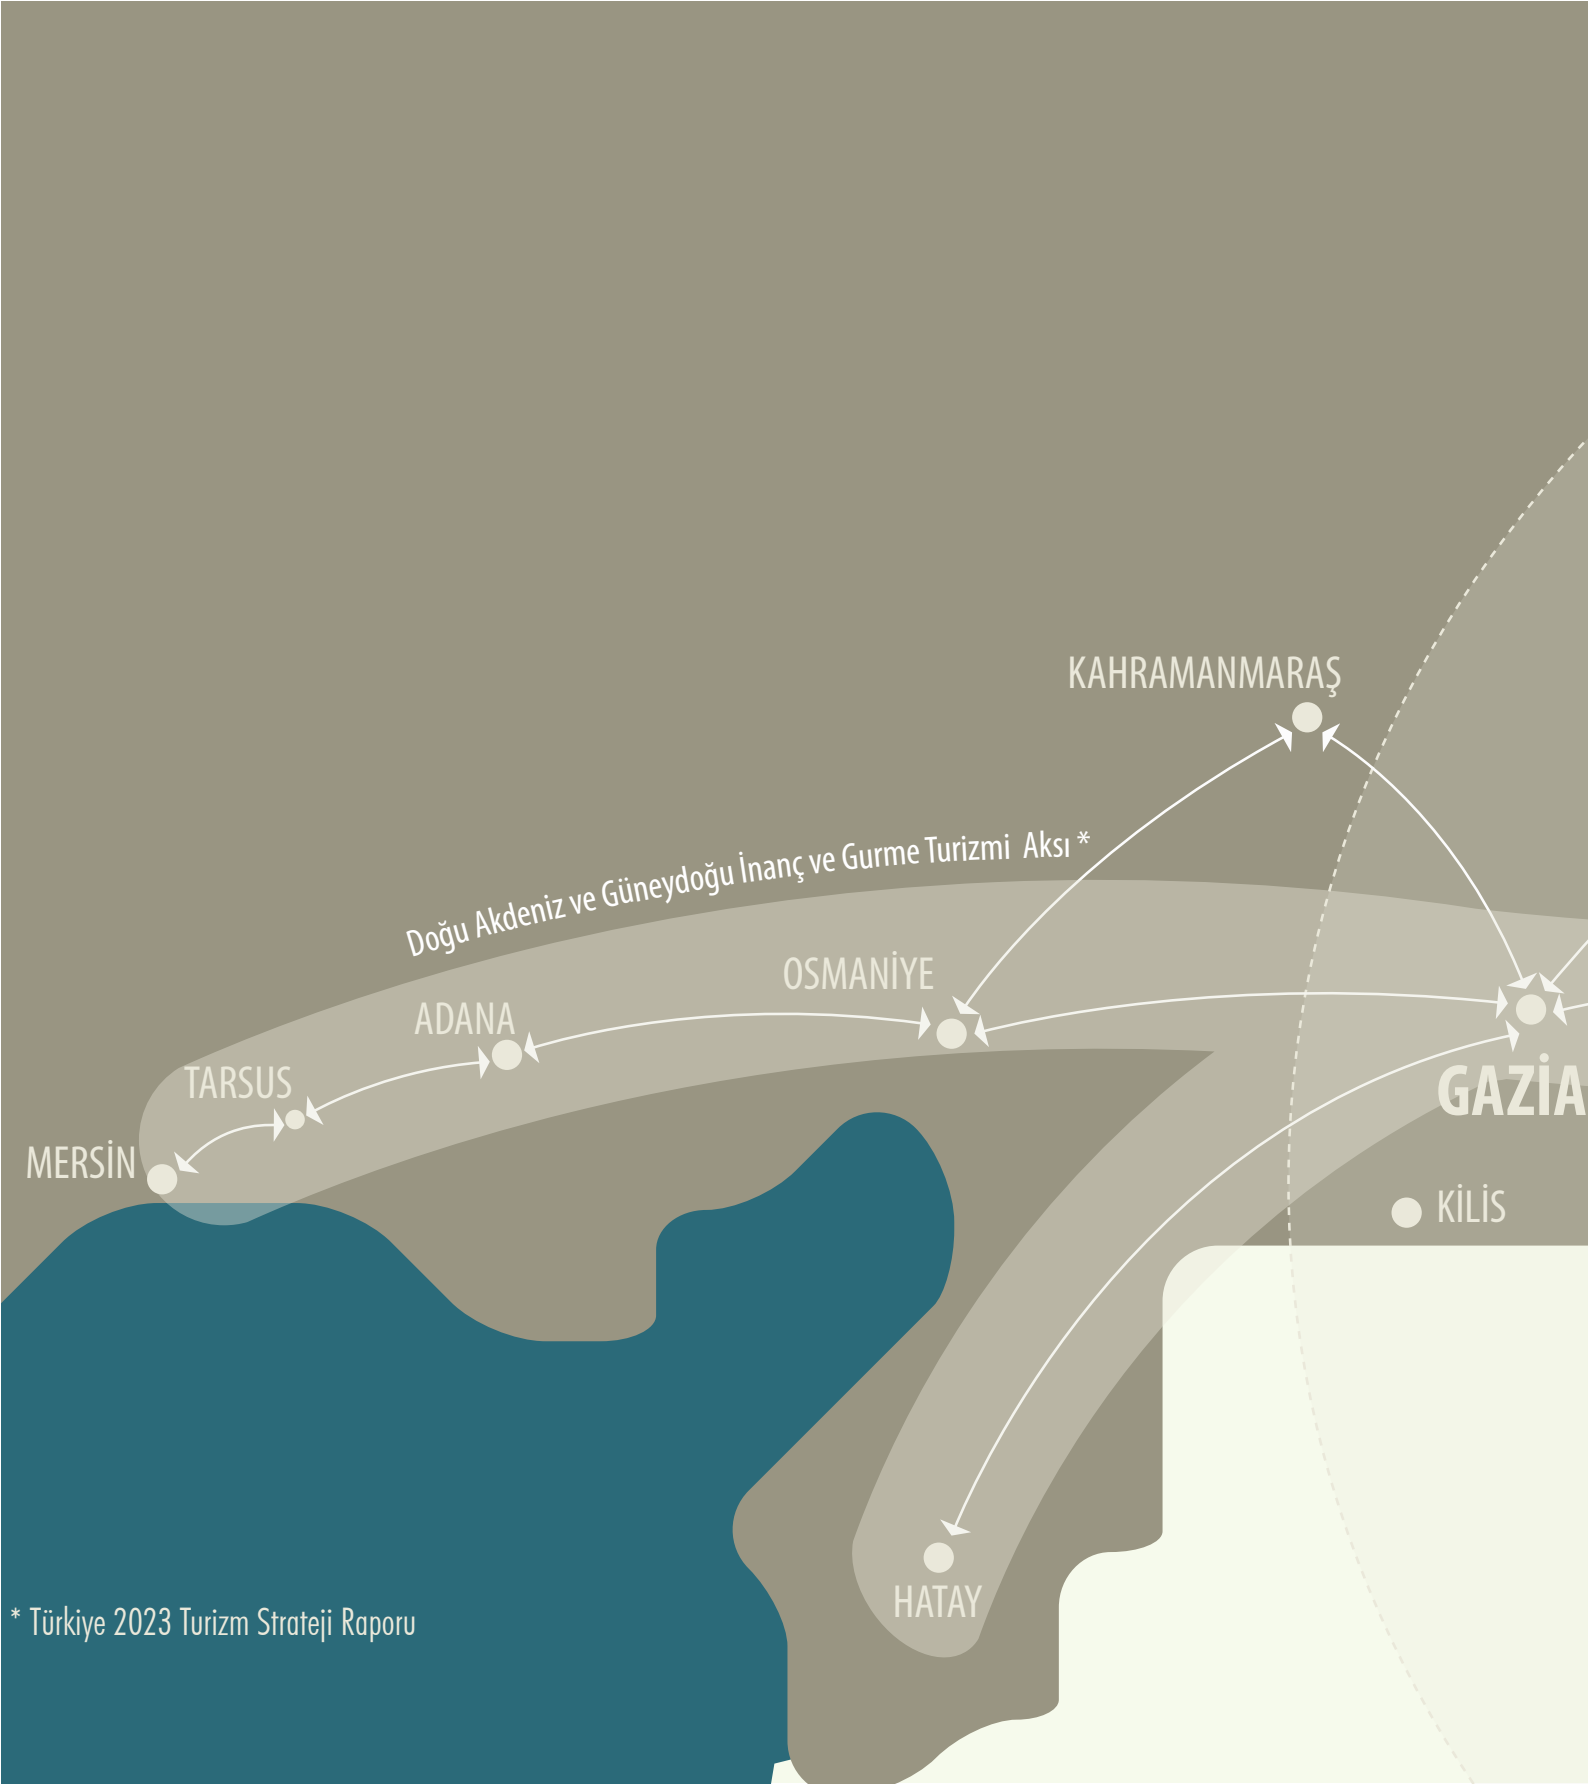 KAHRAMANMARAŞ
Doğu Akdeniz ve Güneydoğu İnanç ve Gurme Turizmi Aksı *
OSMANİYE
ADANA
TARSUS
GAZİA
MERSİN
KİLİS
HATAY
* Türkiye 2023 Turizm Strateji Raporu